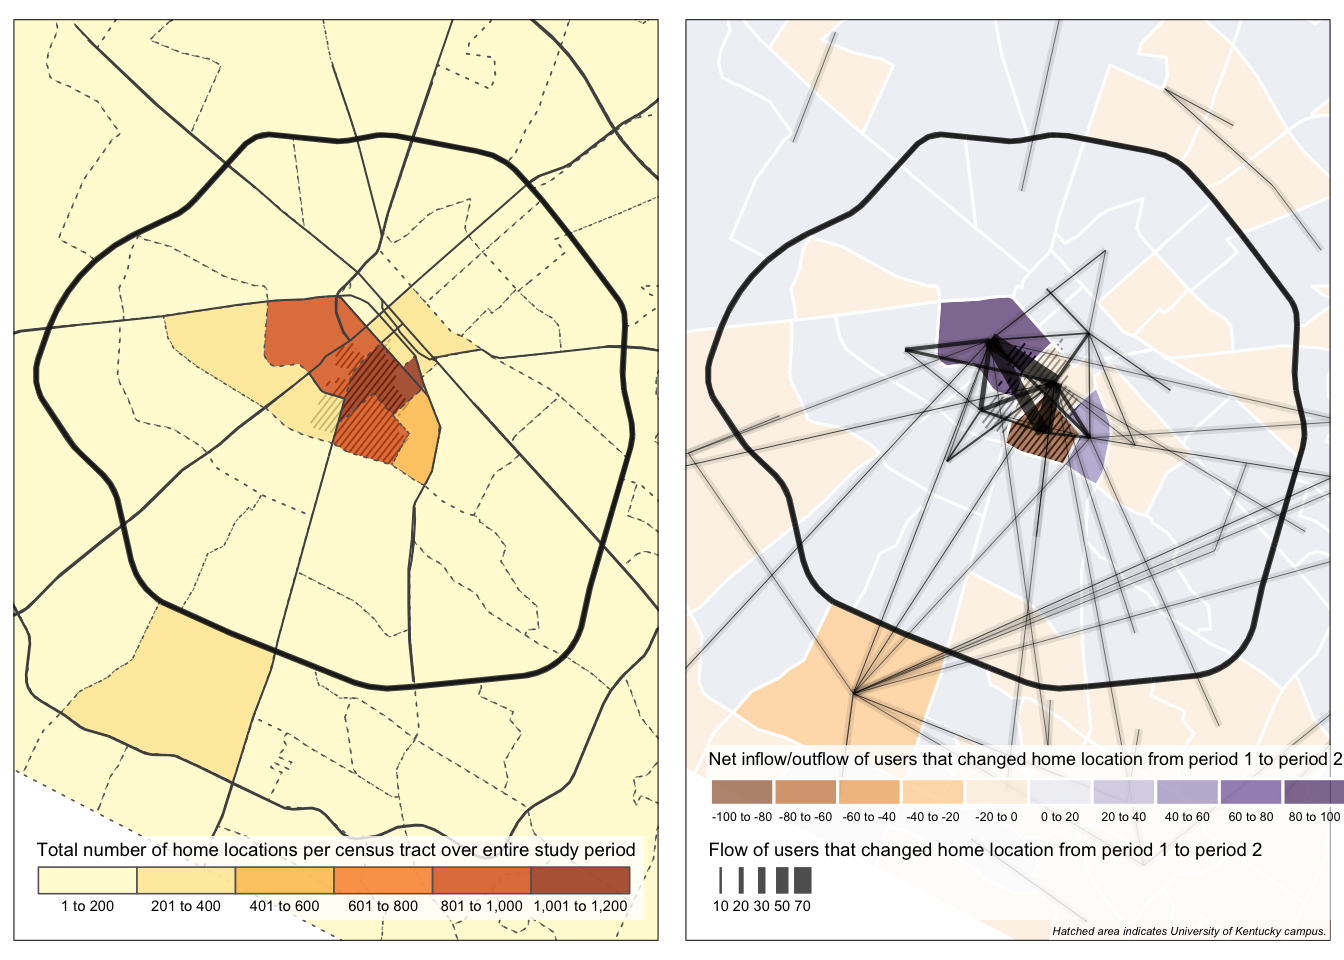 Total number of home locations per census tract over entire study period
1 to 200 201 to 400 401 to 600 601 to 800 801 to 1,000 1,001 to 1,200
Net inflow/outflow of users that changed home location from period 1 to period 2
-100 to -80 -80 to -60 -60 to -40 -40 to -20 -20 to 0 0 to 20 20 to 40 40 to 60 60 to 80 80 to 100
Flow of users that changed home location from period 1 to period 2
10 20 30 50 70
Hatched area indicates University of Kentucky campus.